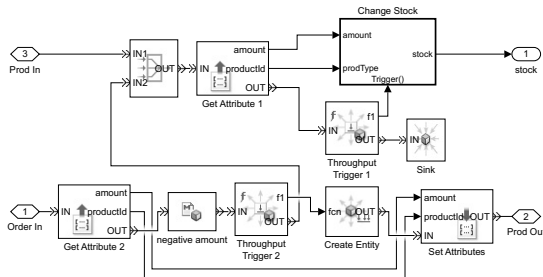 Change Stock
amount
prodType
Trigger()
stock
1
stock
3
Prod In
IN1
IN2
OUT
IN
amount
productId
OUT
Get Attribute 1
f1
IN
OUT
Throughput
Trigger 1
IN
Sink
1
Order In
IN
amount
productId
OUT
Get Attribute 2
negative amount
f1
IN
OUT
Throughput
Trigger 2
fcn
OUT
Create Entity
amount
productId
IN
OUT
Set Attributes
2
Prod Ou